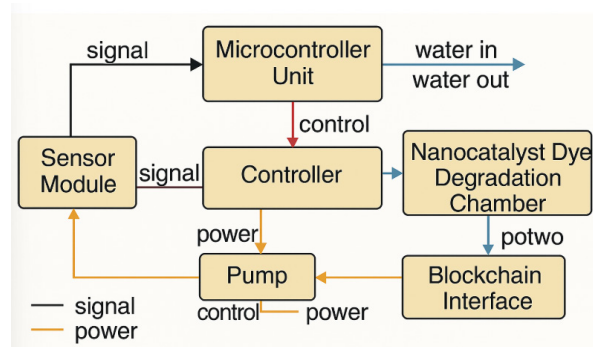 signal
Microcontroller
Unit
water in
water out
control
Sensor
Module
signal
Controller
Nanocatalyst Dye
Degradation
Chamber
power
potwo
Pump
Blockchain
Interface
control
power
signal
power